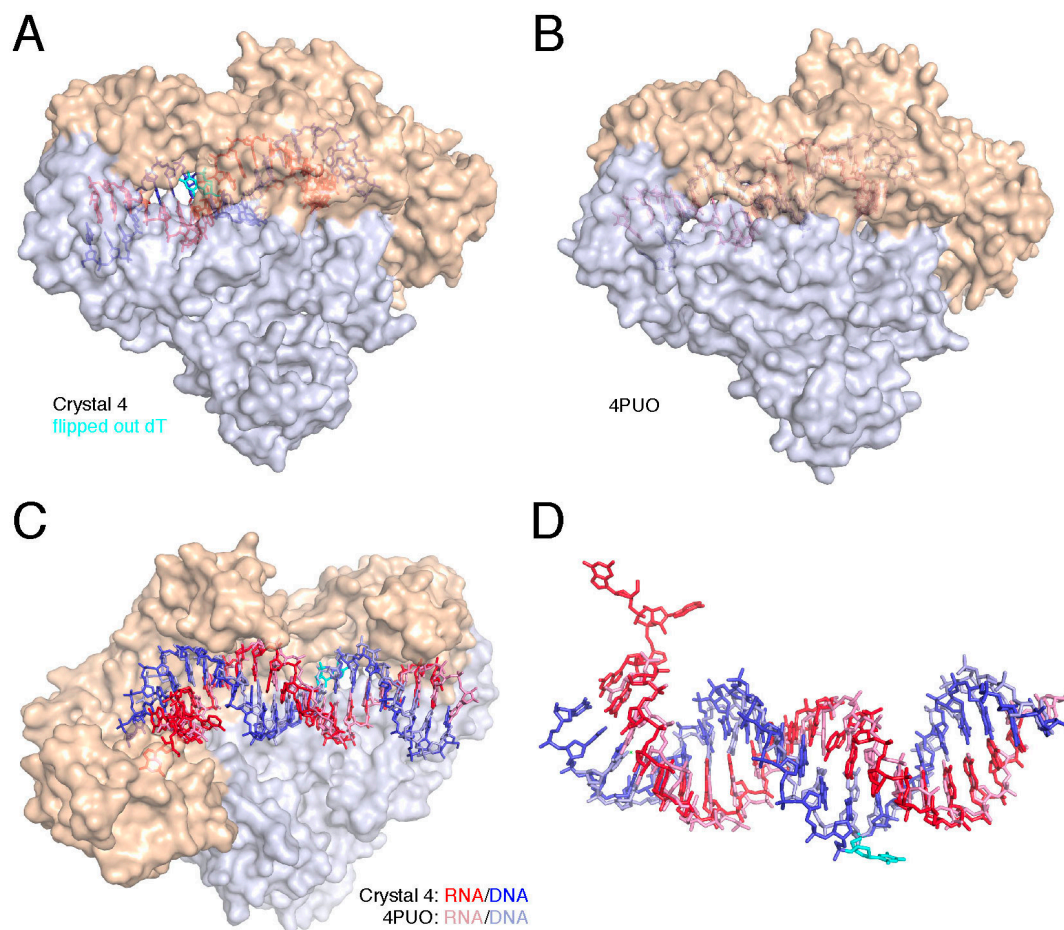 A
B
Crystal 4
flipped out dT
4PUO
C
D
Crystal 4: RNA/DNA
4PUO: RNA/DNA